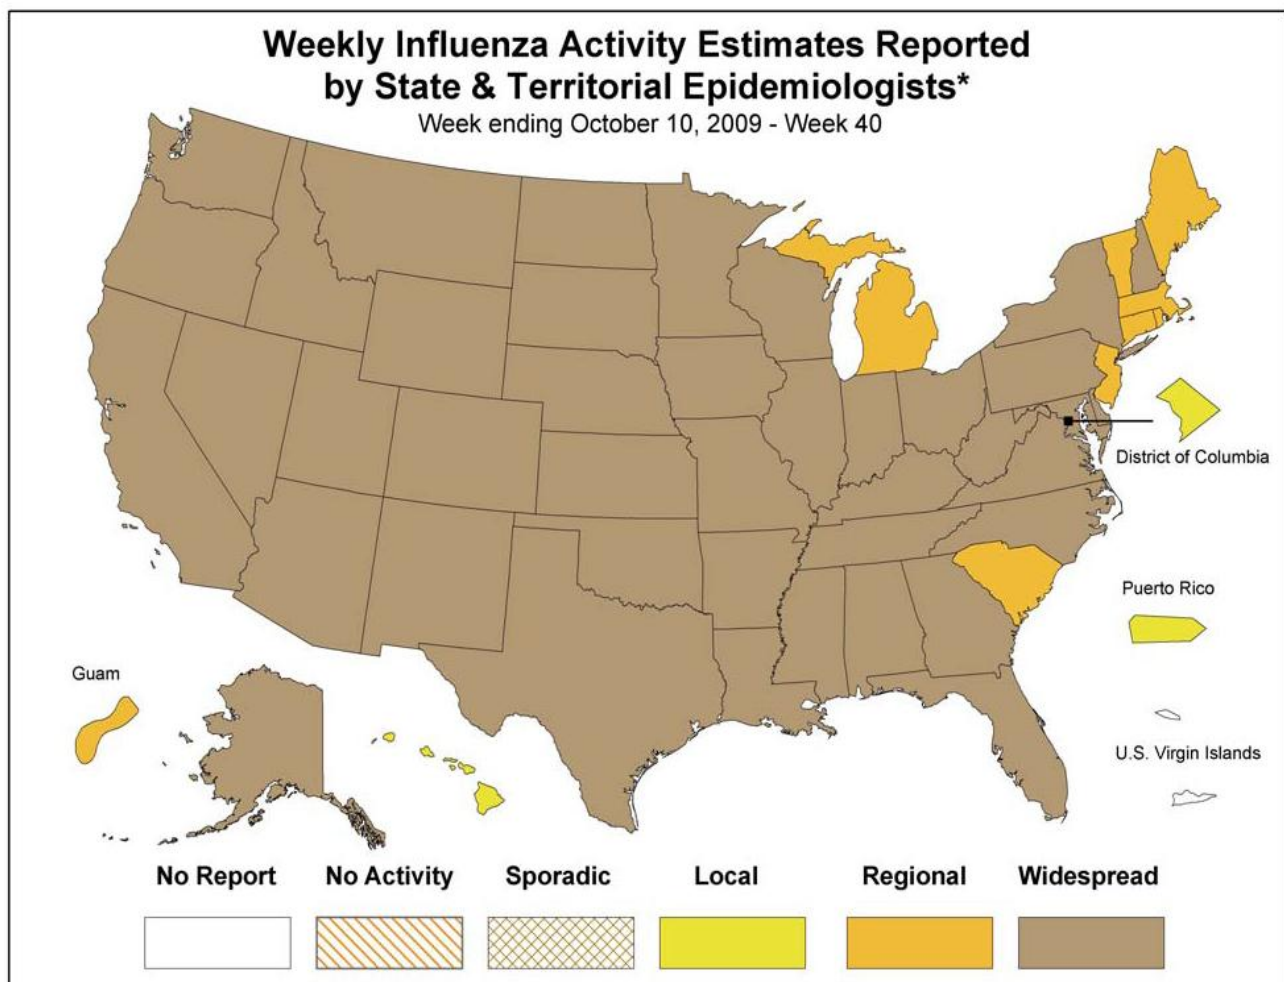 Weekly Influenza Activity Estimates Reported
by State & Territorial Epidemiologists*
Week ending October 10, 2009 - Week 40
District of Columbia
Puerto Rico
Guam
U.S. Virgin Islands
No Report No Activity Sporadic Local Regional Widespread